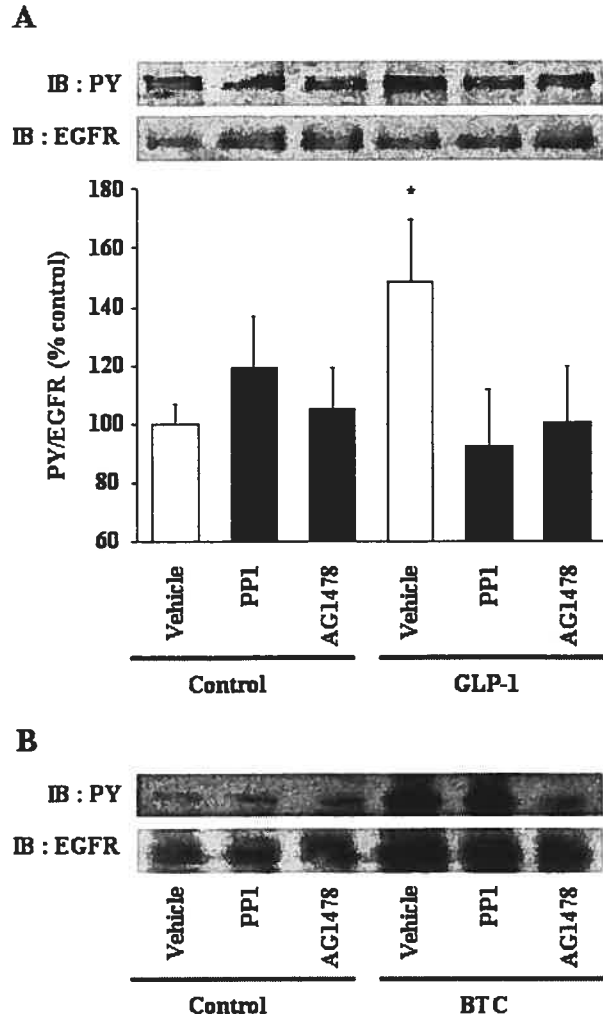 A
IB : PY
IB : EGFR
180
*
160
140
120
100
80
60
PY/EGFR (% control)
Vehicle
PP1
AG1478
Vehicle
PP1
AG1478
Control
GLP-1
B
IB : PY
IB : EGFR
Vehicle
PP1
AG1478
Vehicle
PP1
AG1478
Control
BTC